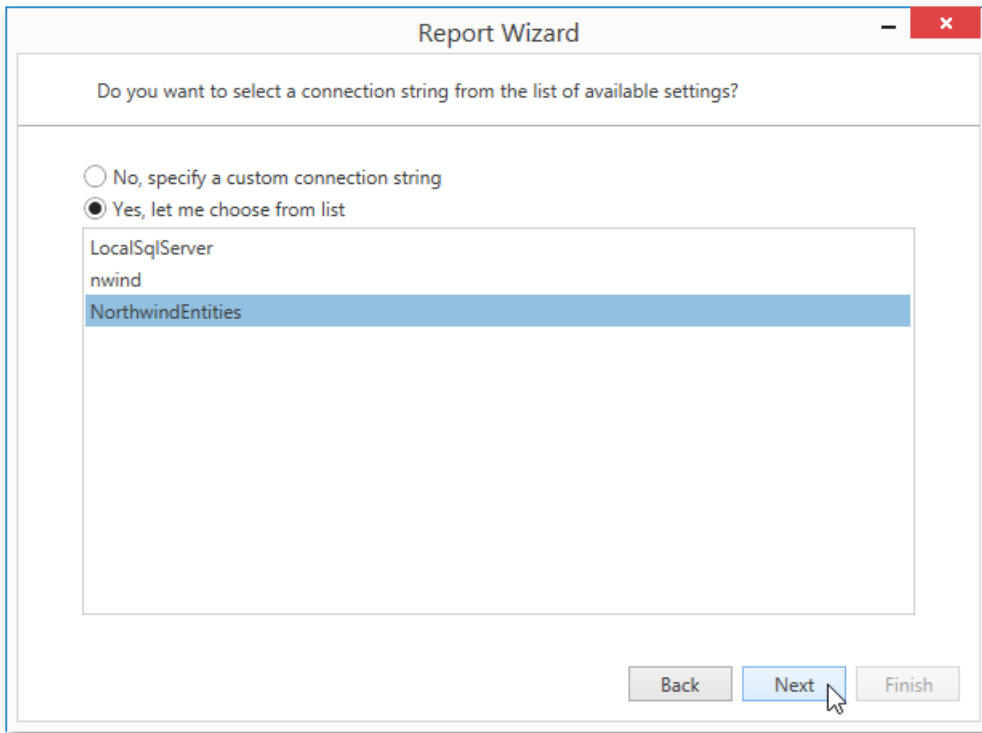 Report Wizard
Do you want to select a connection string from the list of available settings?
No, specify a custom connection string
Yes, let me choose from list
LocalSqlServer
nwind
NorthwindEntities
Back
Next
Finish